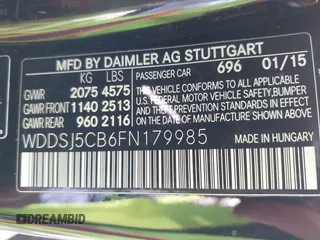 MFD BY DAIMLER AG STUTTGART
KG LBS PASSENGER CAR 696 01/15
GVWR 2075 4575
GAWR FRONT 1140 2513
GAWR REAR 960 2116
THIS VEHICLE CONFORMS TO ALL APPLICABLE U.S. FEDERAL MOTOR VEHICLE SAFETY, BUMPER, AND THEFT PREVENTION STANDARDS IN EFFECT ON THE DATE OF MANUFACTURE SHOWN ABOVE.
WDDSJ5CB6FN179985
MADE IN HUNGARY
DREAMBID